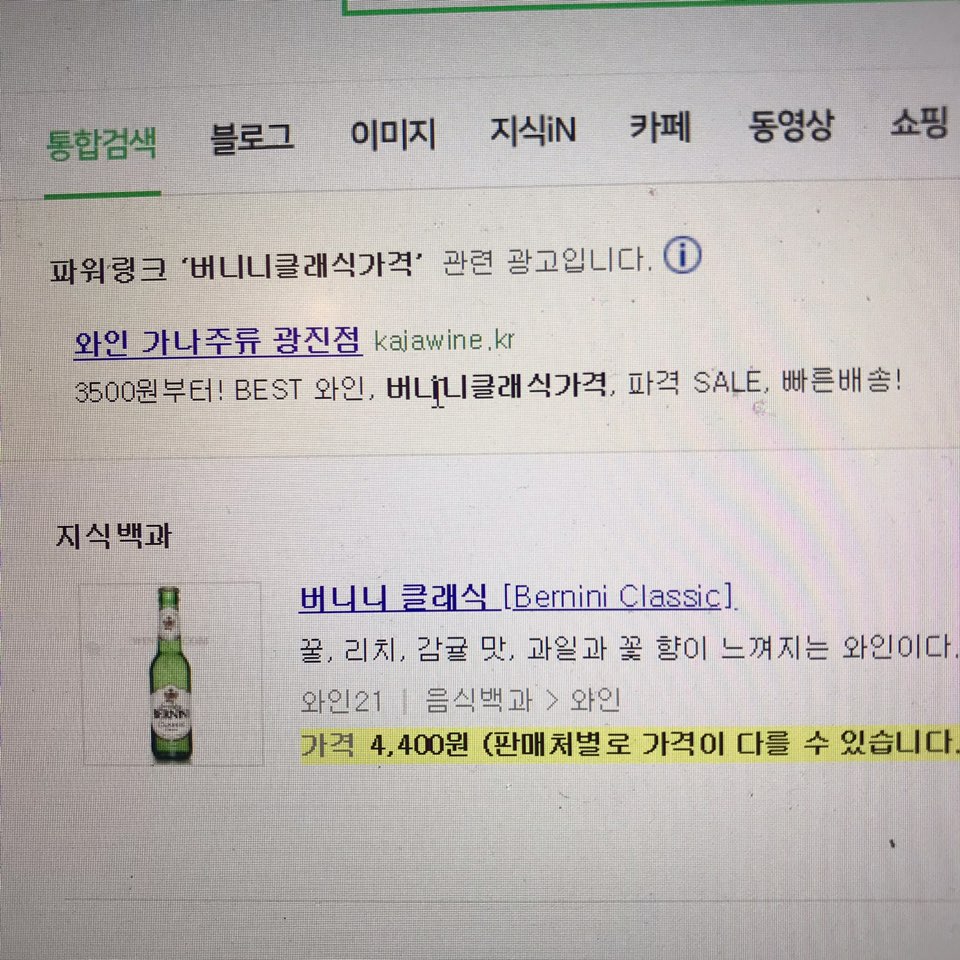 통합검색 블로그 이미지 지식iN 카페 동영상 쇼핑
파워링크 '버니니클래식가격' 관련 광고입니다. i
와인 가나주류 광진점 kajawine.kr
3500원부터! BEST 와인, 버니니클래식가격, 파격 SALE, 빠른배송!
지식백과
버니니 클래식 [Bernini Classic]
꿀, 리치, 감귤 맛, 과일과 꽃 향이 느껴지는 와인이다.
와인21 | 음식백과 > 와인
가격 4,400원 (판매처별로 가격이 다를 수 있습니다.
BERNINI
CLASSIC